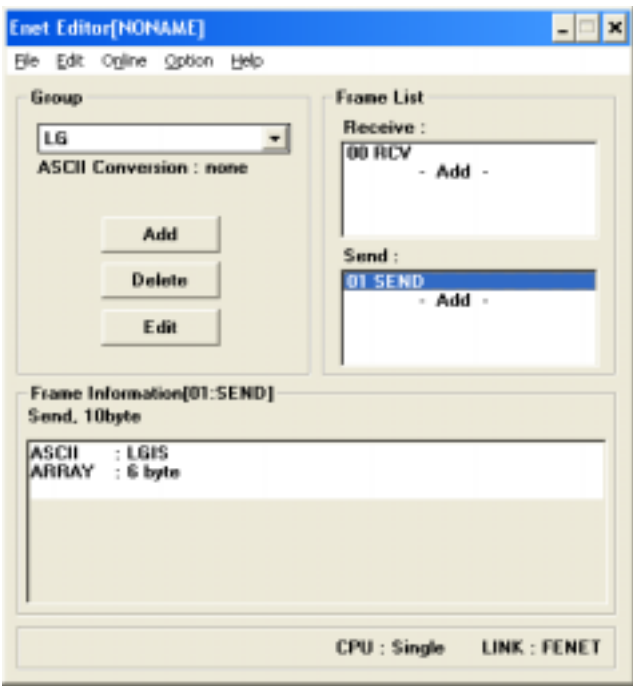 Enet Editor[NONAME]
File Edit Online Option Help
Group
LG
ASCII Conversion : none
Add
Delete
Edit
Frame List
Receive :
00 RCV
- Add -
Send :
01 SEND
- Add -
Frame Information[01:SEND]
Send, 10byte
ASCII : LGIS
ARRAY : 6 byte
CPU : Single LINK : FENET